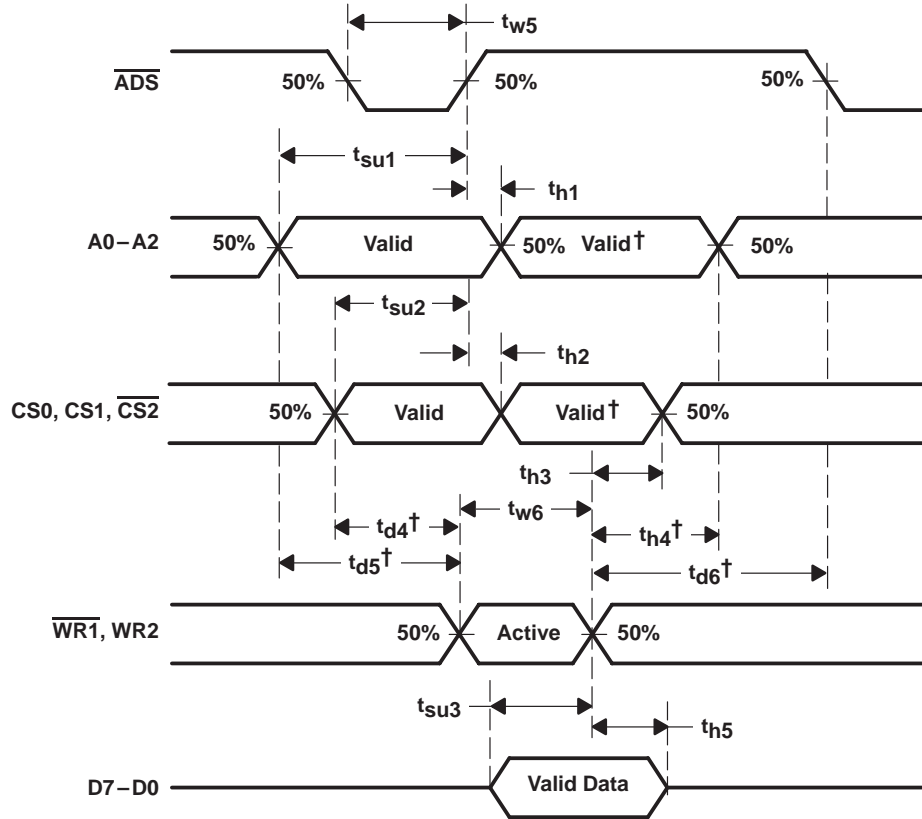 tw5
ADS
50%
50%
50%
tsu1
th1
A0–A2
50%
Valid
50%
Valid†
50%
tsu2
th2
CS0, CS1, CS2
50%
Valid
Valid†
50%
th3
tw6
td4†
th4†
td5†
td6†
WR1, WR2
50%
Active
50%
tsu3
th5
D7–D0
Valid Data